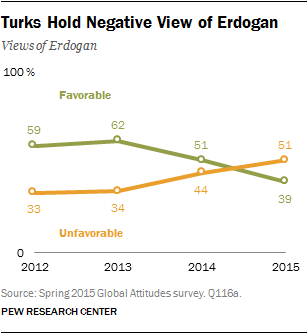 Turks Hold Negative View of Erdogan
Views of Erdogan
100 %
Favorable
59
62
51
51
33
34
44
39
Unfavorable
0
2012
2013
2014
2015
Source: Spring 2015 Global Attitudes survey. Q116a.
PEW RESEARCH CENTER